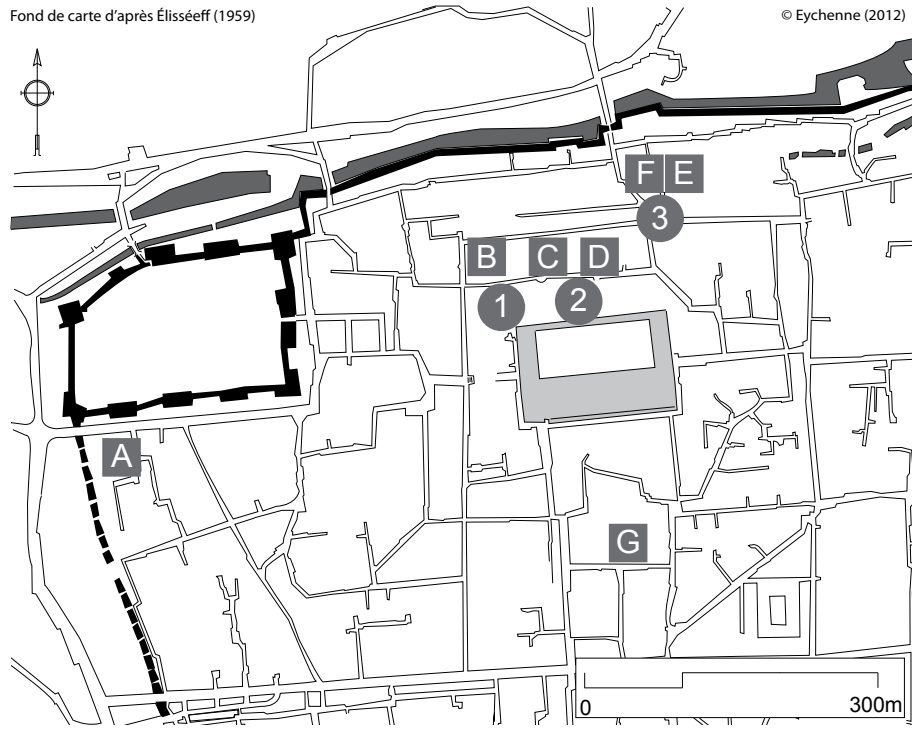 Fond de carte d'après Élisséeff (1959)
© Eychenne (2012)
F E
3
B C D
1 2
A
G
0 300m